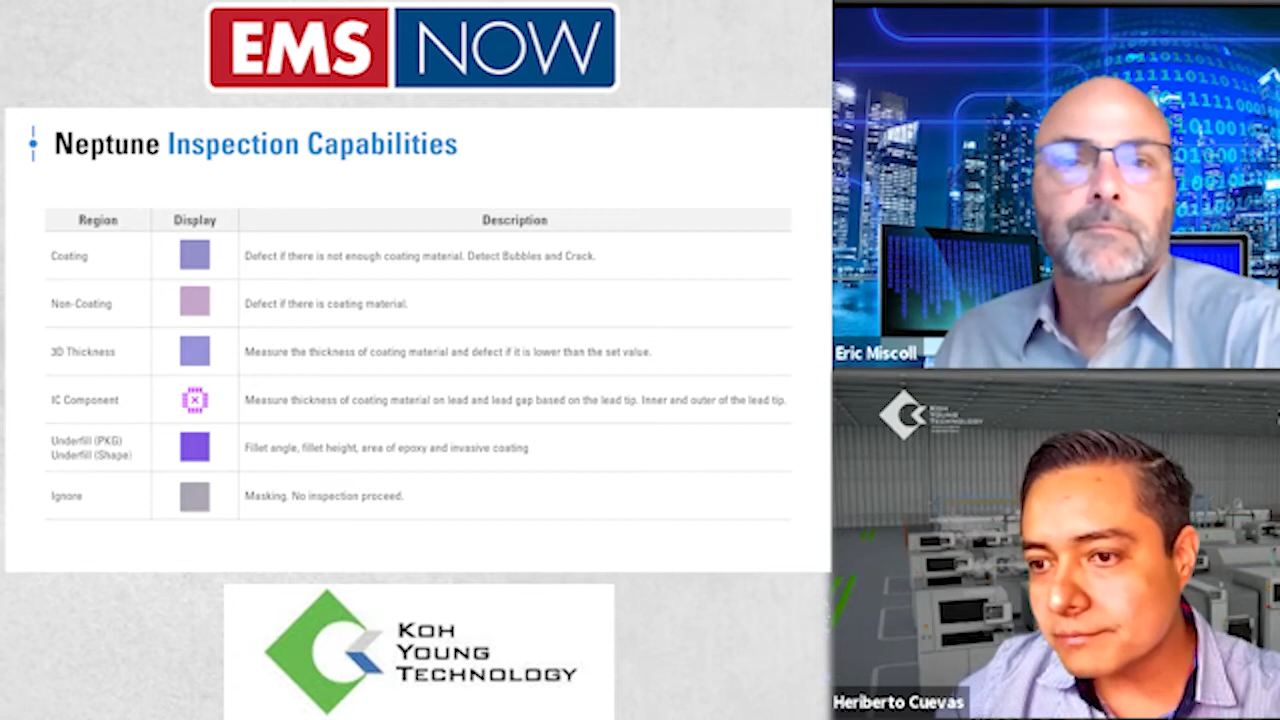 EMS NOW
Neptune Inspection Capabilities
Region Display Description
Coating Defect if there is not enough coating material. Detect Bubbles and Crack.
Non-Coating Defect if there is coating material.
3D Thickness Measure the thickness of coating material and defect if it is lower than the set value.
IC Component Measure thickness of coating material on lead and lead gap based on the lead tip. Inner and outer of the lead tip.
Underfill (PKG)
Underfill (Shape) Fillet angle, fillet height, area of epoxy and invasive coating
Ignore Masking. No inspection proceed.
KOH
YOUNG
TECHNOLOGY
Eric Miscoll
KOH
YOUNG
TECHNOLOGY
Heriberto Cuevas